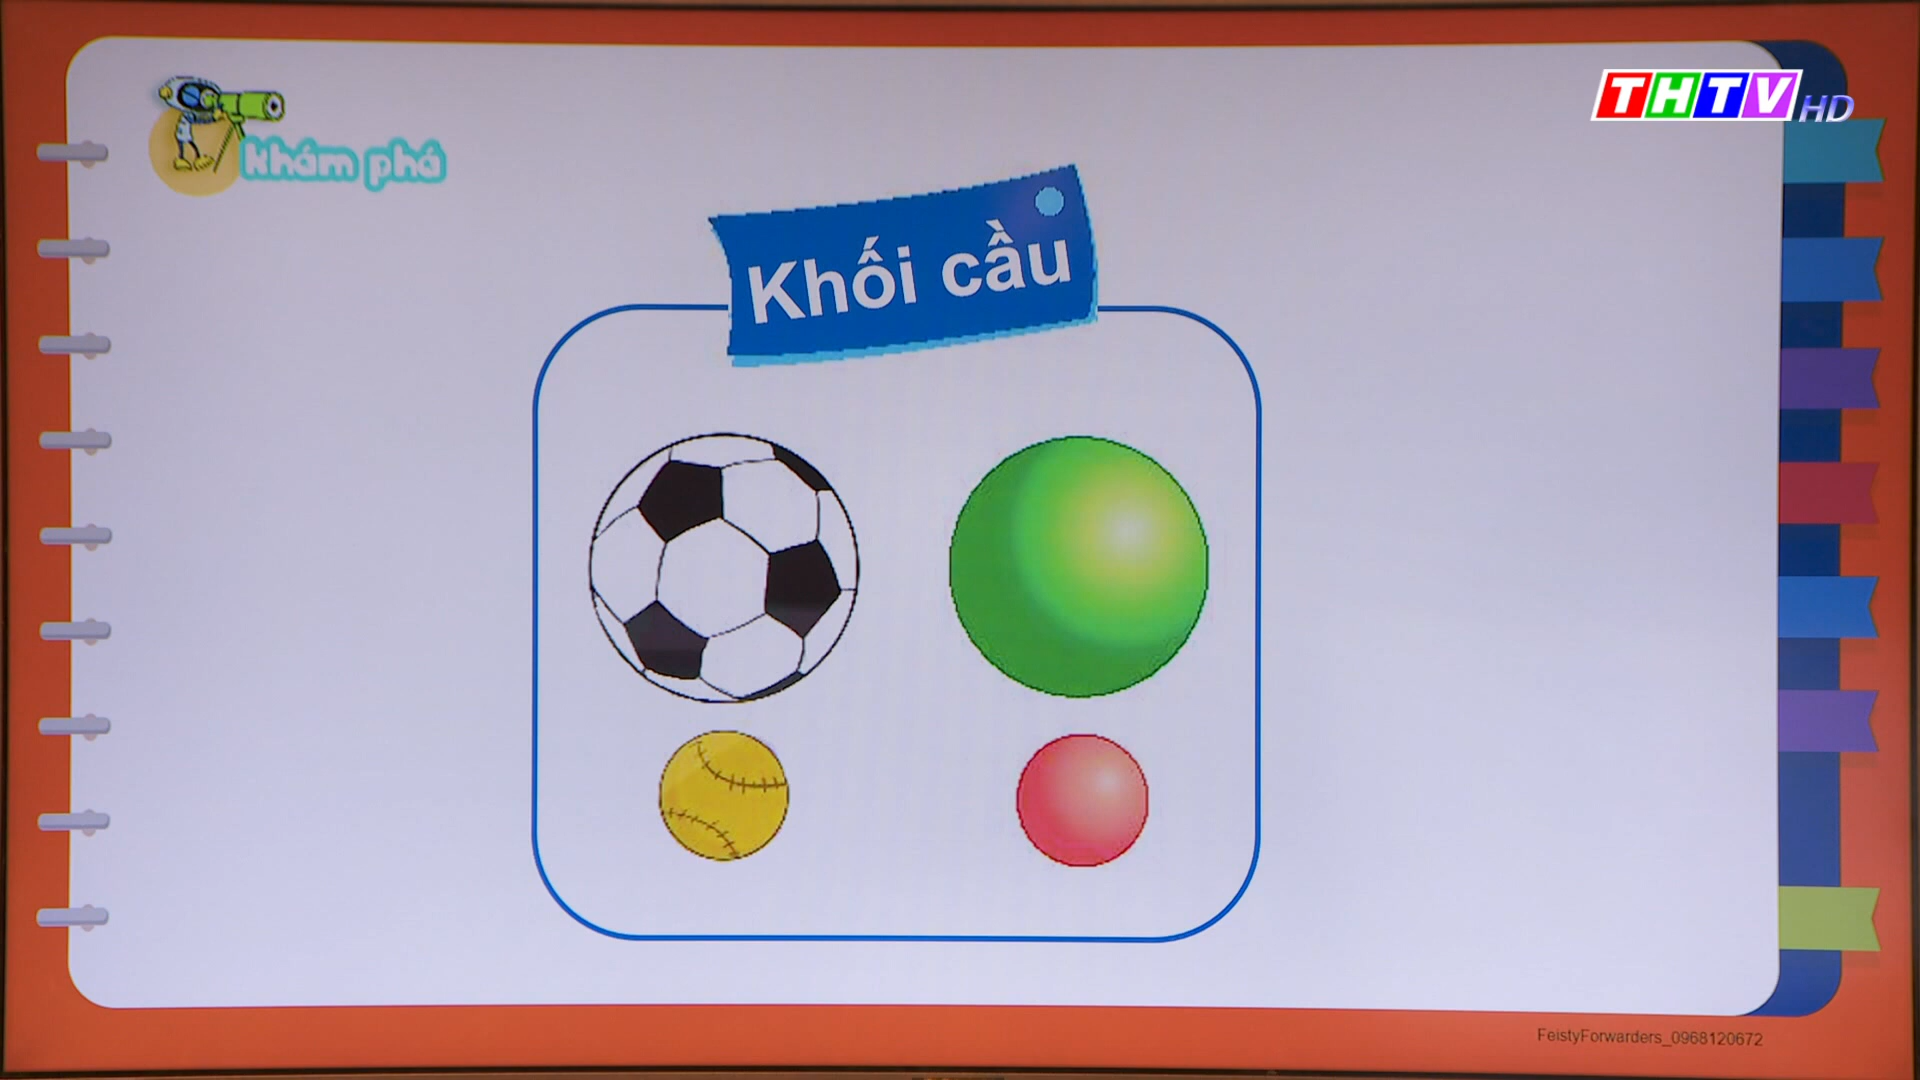 THTV HD
khám phá
Khối cầu
FeistyForwarders_0968120672